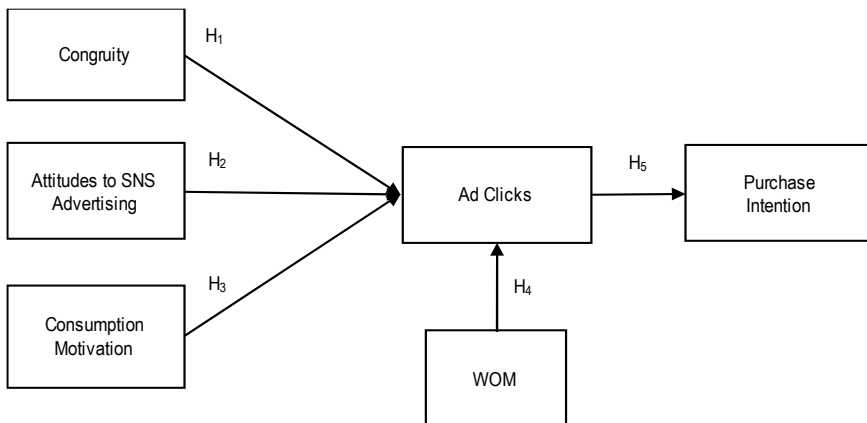 H₁
Congruity
H₂
Attitudes to SNS
Advertising
Ad Clicks
H₅
Purchase
Intention
H₃
H₄
Consumption
Motivation
WOM